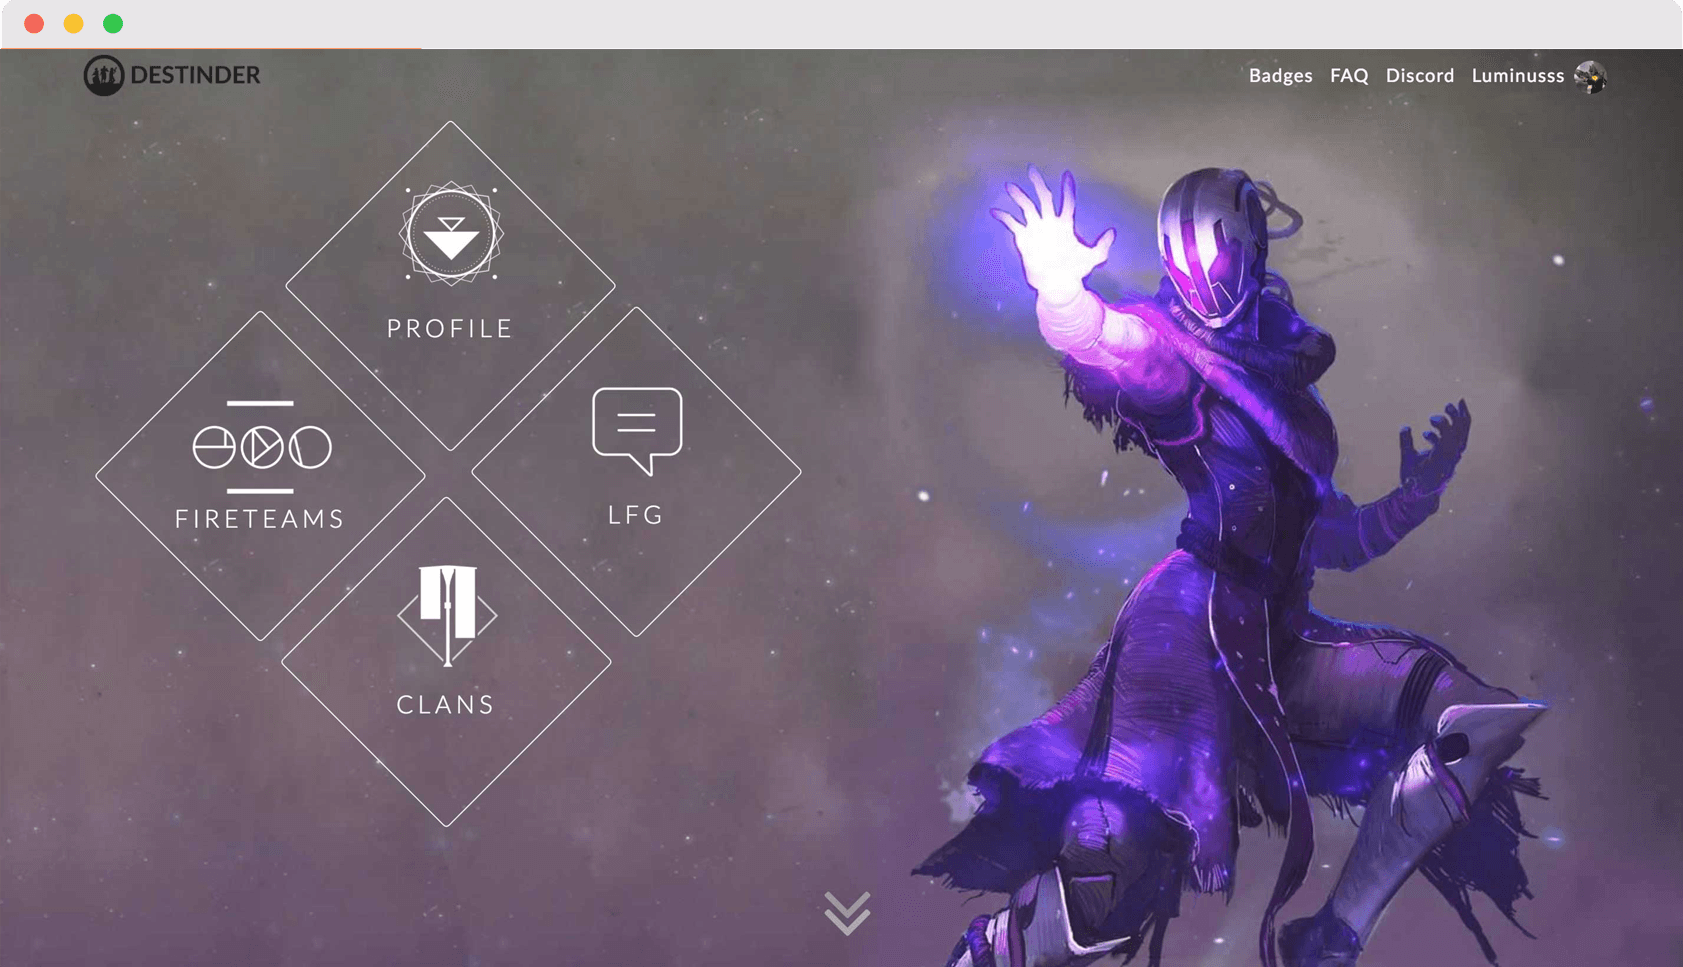 DESTINDER
Badges FAQ Discord Luminusss
PROFILE
FIRETEAMS
LFG
CLANS